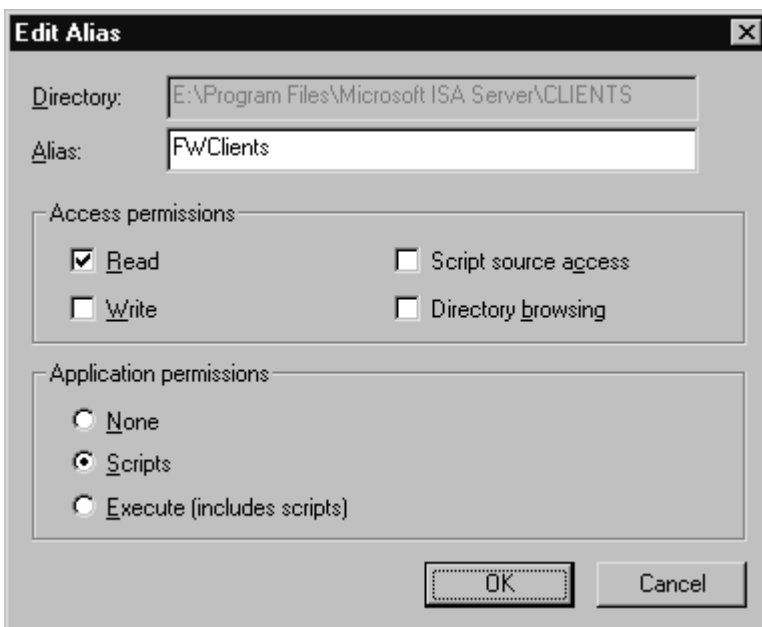 Edit Alias
Directory: E:\Program Files\Microsoft ISA Server\CLIENTS
Alias: FWClients
Access permissions
Read Script source access
Write Directory browsing
Application permissions
None
Scripts
Execute (includes scripts)
OK Cancel